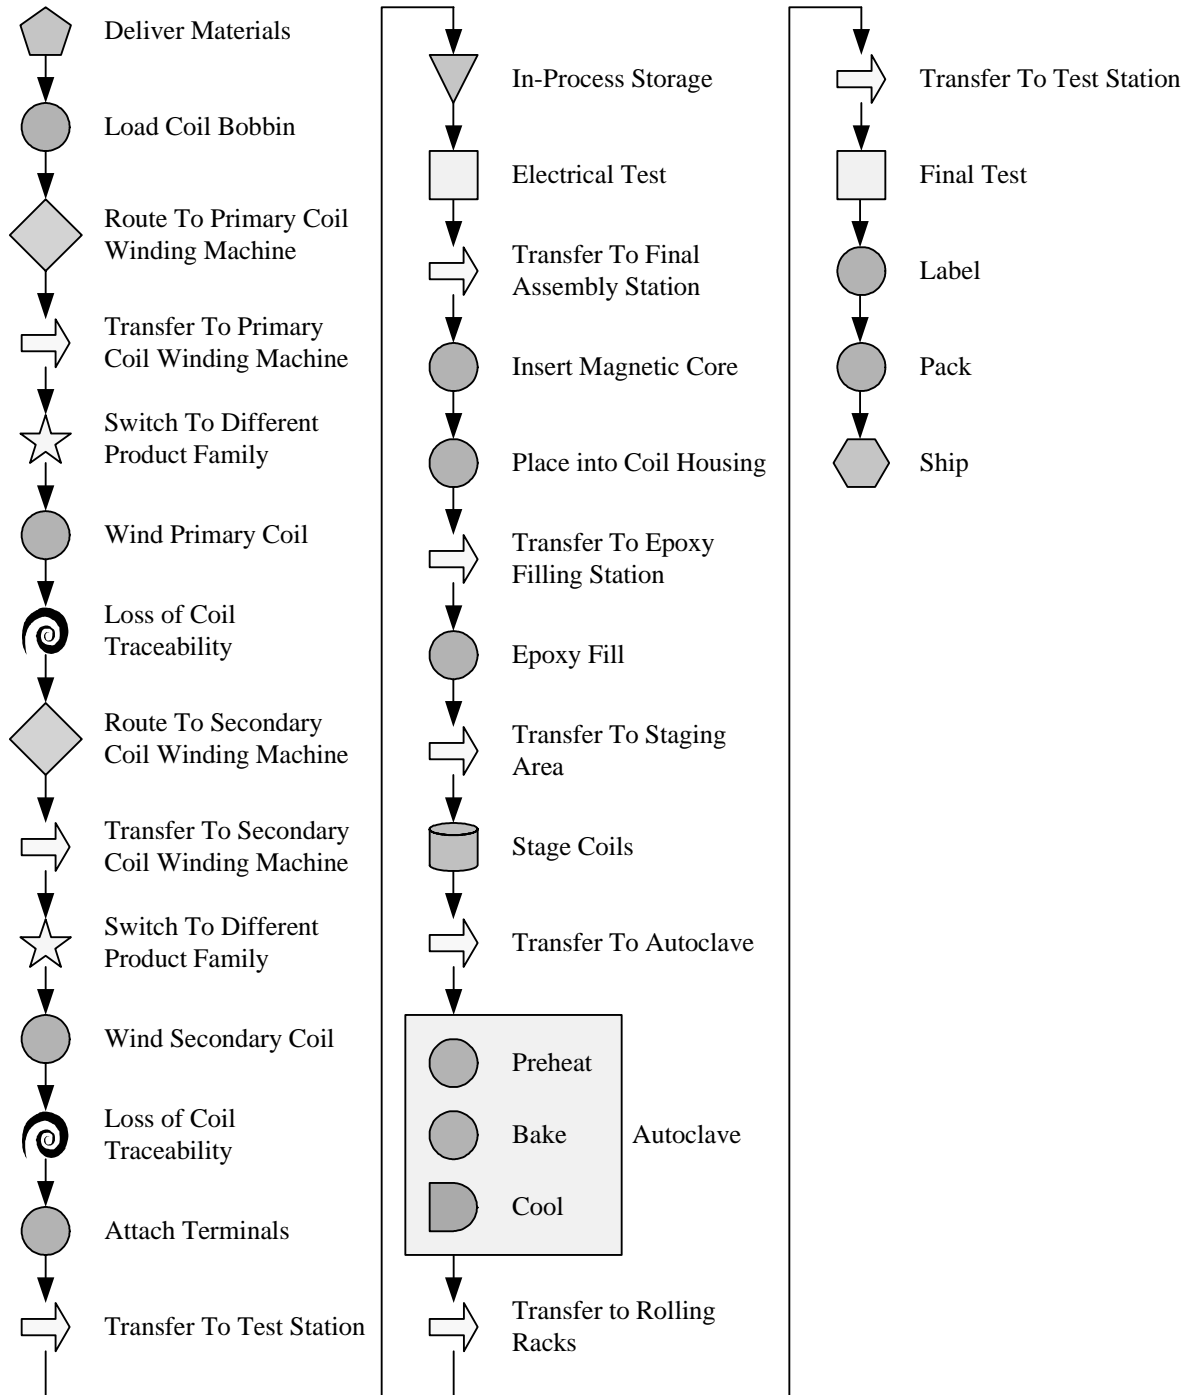 Deliver Materials
Load Coil Bobbin
Route To Primary Coil
Winding Machine
Transfer To Primary
Coil Winding Machine
Switch To Different
Product Family
Wind Primary Coil
Loss of Coil
Traceability
Route To Secondary
Coil Winding Machine
Transfer To Secondary
Coil Winding Machine
Switch To Different
Product Family
Wind Secondary Coil
Loss of Coil
Traceability
Attach Terminals
Transfer To Test Station
In-Process Storage
Electrical Test
Transfer To Final
Assembly Station
Insert Magnetic Core
Place into Coil Housing
Transfer To Epoxy
Filling Station
Epoxy Fill
Transfer To Staging
Area
Stage Coils
Transfer To Autoclave
Preheat
Bake
Autoclave
Cool
Transfer to Rolling
Racks
Transfer To Test Station
Final Test
Label
Pack
Ship